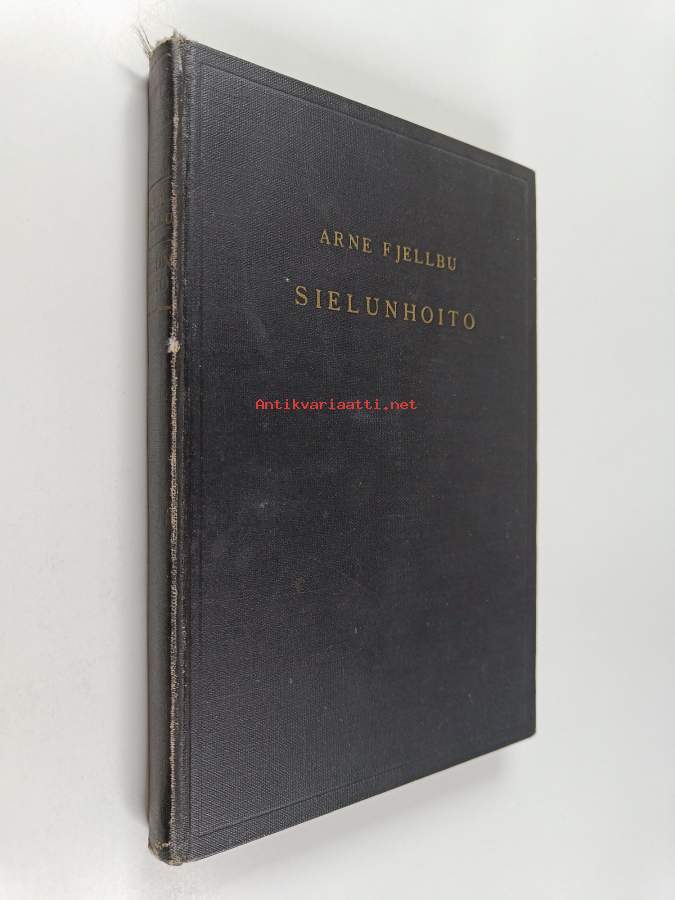 ARNE FJELLBU
SIELUNHOITO
Antikvariaatti.net